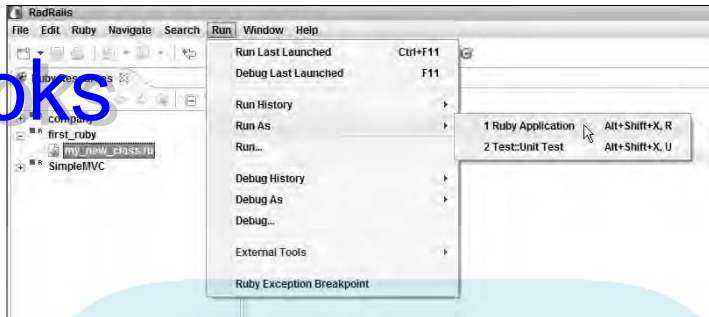 RadRails
File Edit Ruby Navigate Search Run Window Help
Run Last Launched Ctrl+F11
Debug Last Launched F11
Ruby Resources
oks
Run History
company
Run As
1 Ruby Application Alt+Shift+X, R
first_ruby
Run...
2 Test::Unit Test Alt+Shift+X, U
my_new_class.rb
SimpleMVC
Debug History
Debug As
Debug...
External Tools
Ruby Exception Breakpoint